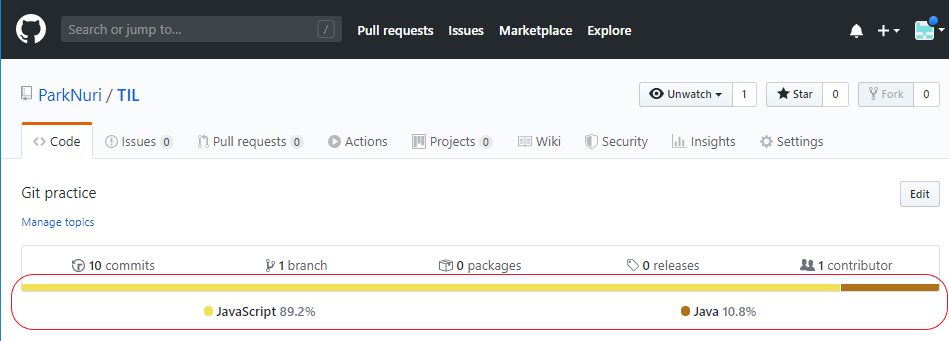 Search or jump to... / Pull requests Issues Marketplace Explore
ParkNuri / TIL Unwatch 1 Star 0 Fork 0
Code Issues 0 Pull requests 0 Actions Projects 0 Wiki Security Insights Settings
Git practice Edit
Manage topics
10 commits 1 branch 0 packages 0 releases 1 contributor
JavaScript 89.2% Java 10.8%